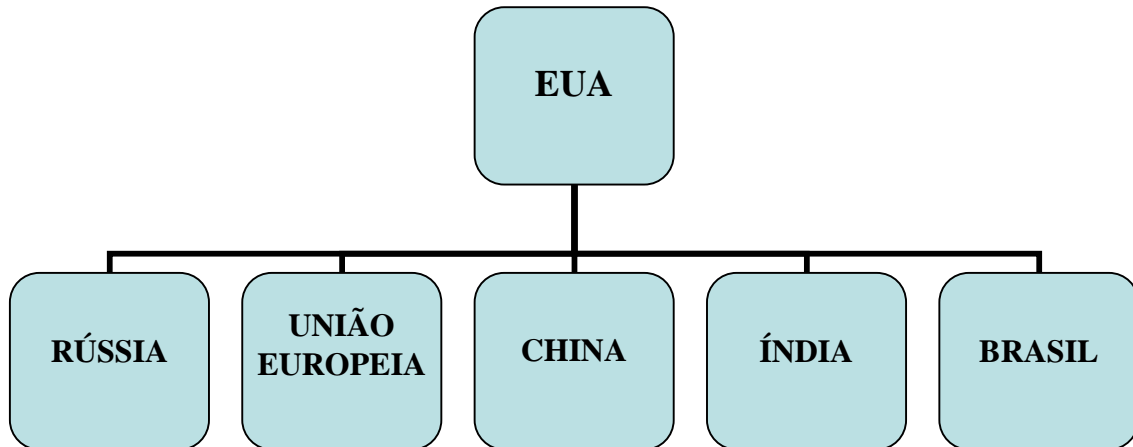 EUA
RÚSSIA
UNIÃO
EUROPEIA
CHINA
ÍNDIA
BRASIL